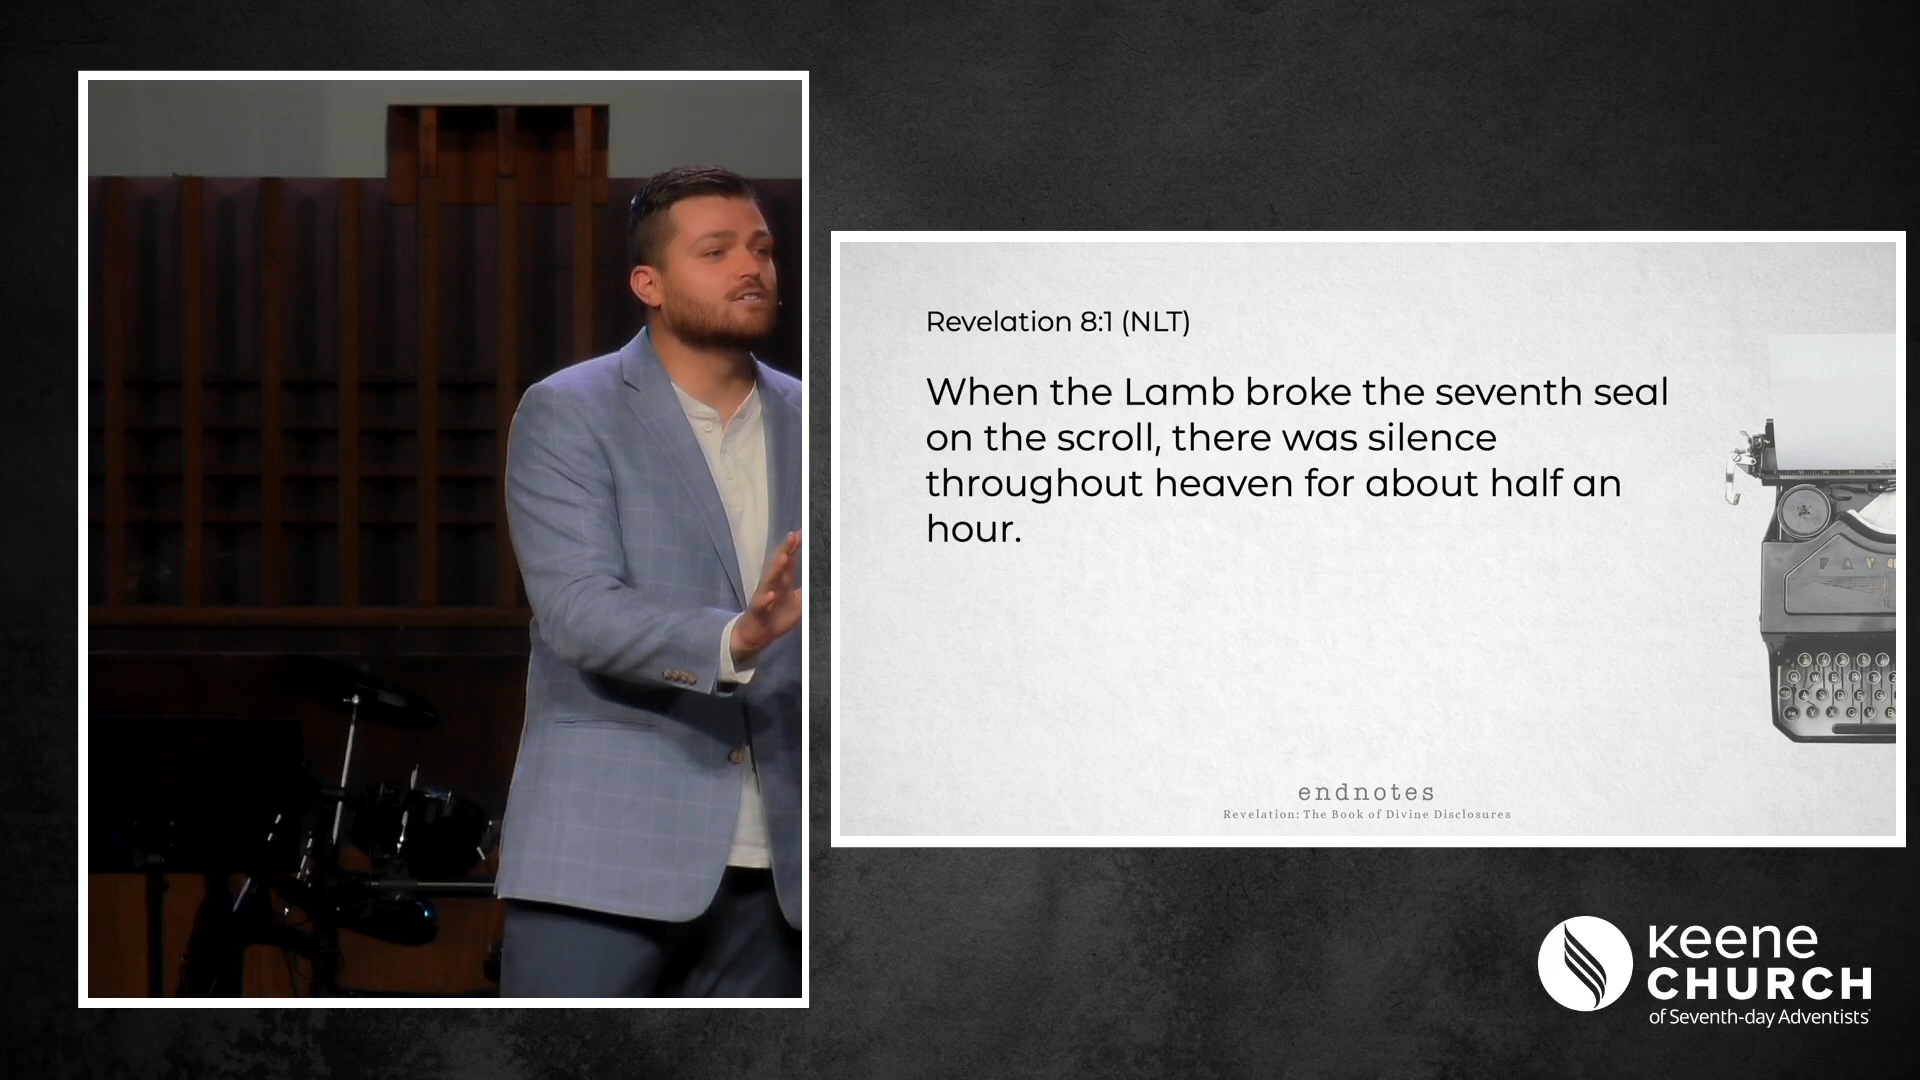 Revelation 8:1 (NLT)
When the Lamb broke the seventh seal
on the scroll, there was silence
throughout heaven for about half an
hour.
endnotes
Revelation: The Book of Divine Disclosures
Keene
CHURCH
of Seventh-day Adventists